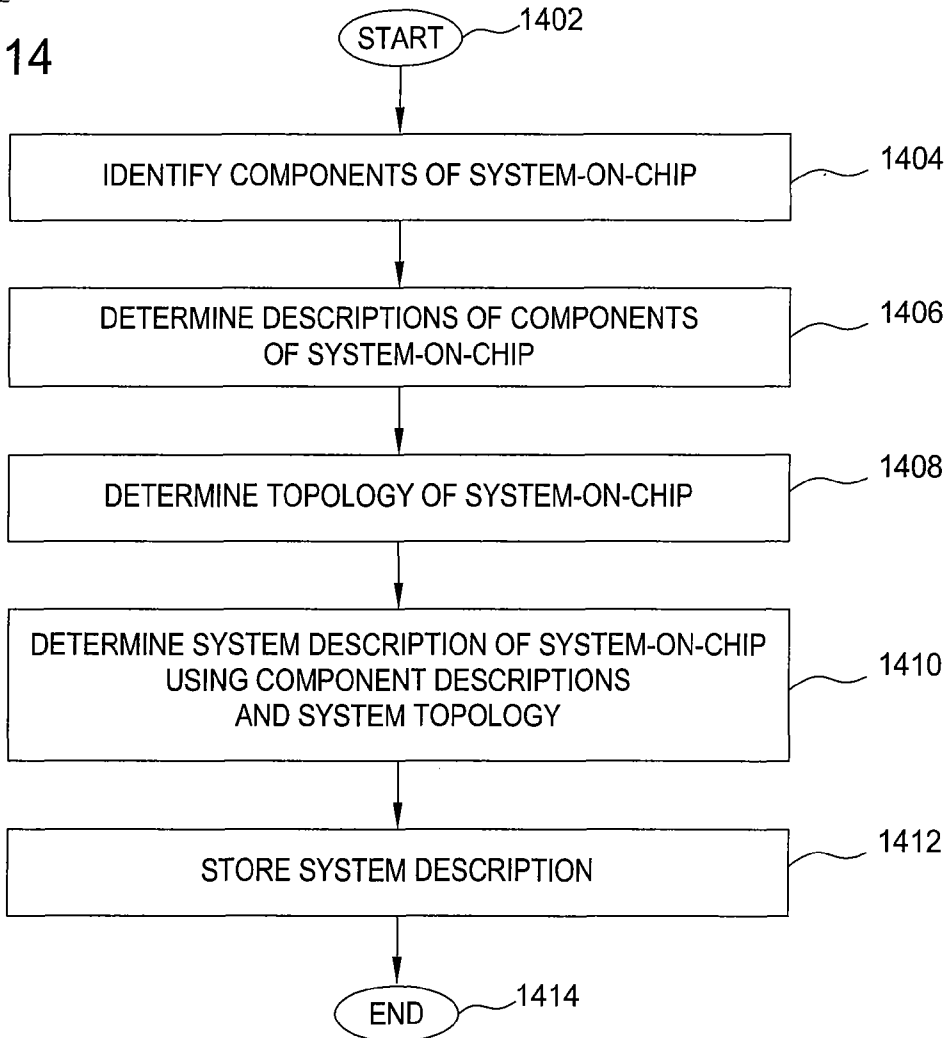 14
START
1402
IDENTIFY COMPONENTS OF SYSTEM-ON-CHIP
1404
DETERMINE DESCRIPTIONS OF COMPONENTS
OF SYSTEM-ON-CHIP
1406
DETERMINE TOPOLOGY OF SYSTEM-ON-CHIP
1408
DETERMINE SYSTEM DESCRIPTION OF SYSTEM-ON-CHIP
USING COMPONENT DESCRIPTIONS
AND SYSTEM TOPOLOGY
1410
STORE SYSTEM DESCRIPTION
1412
END
1414